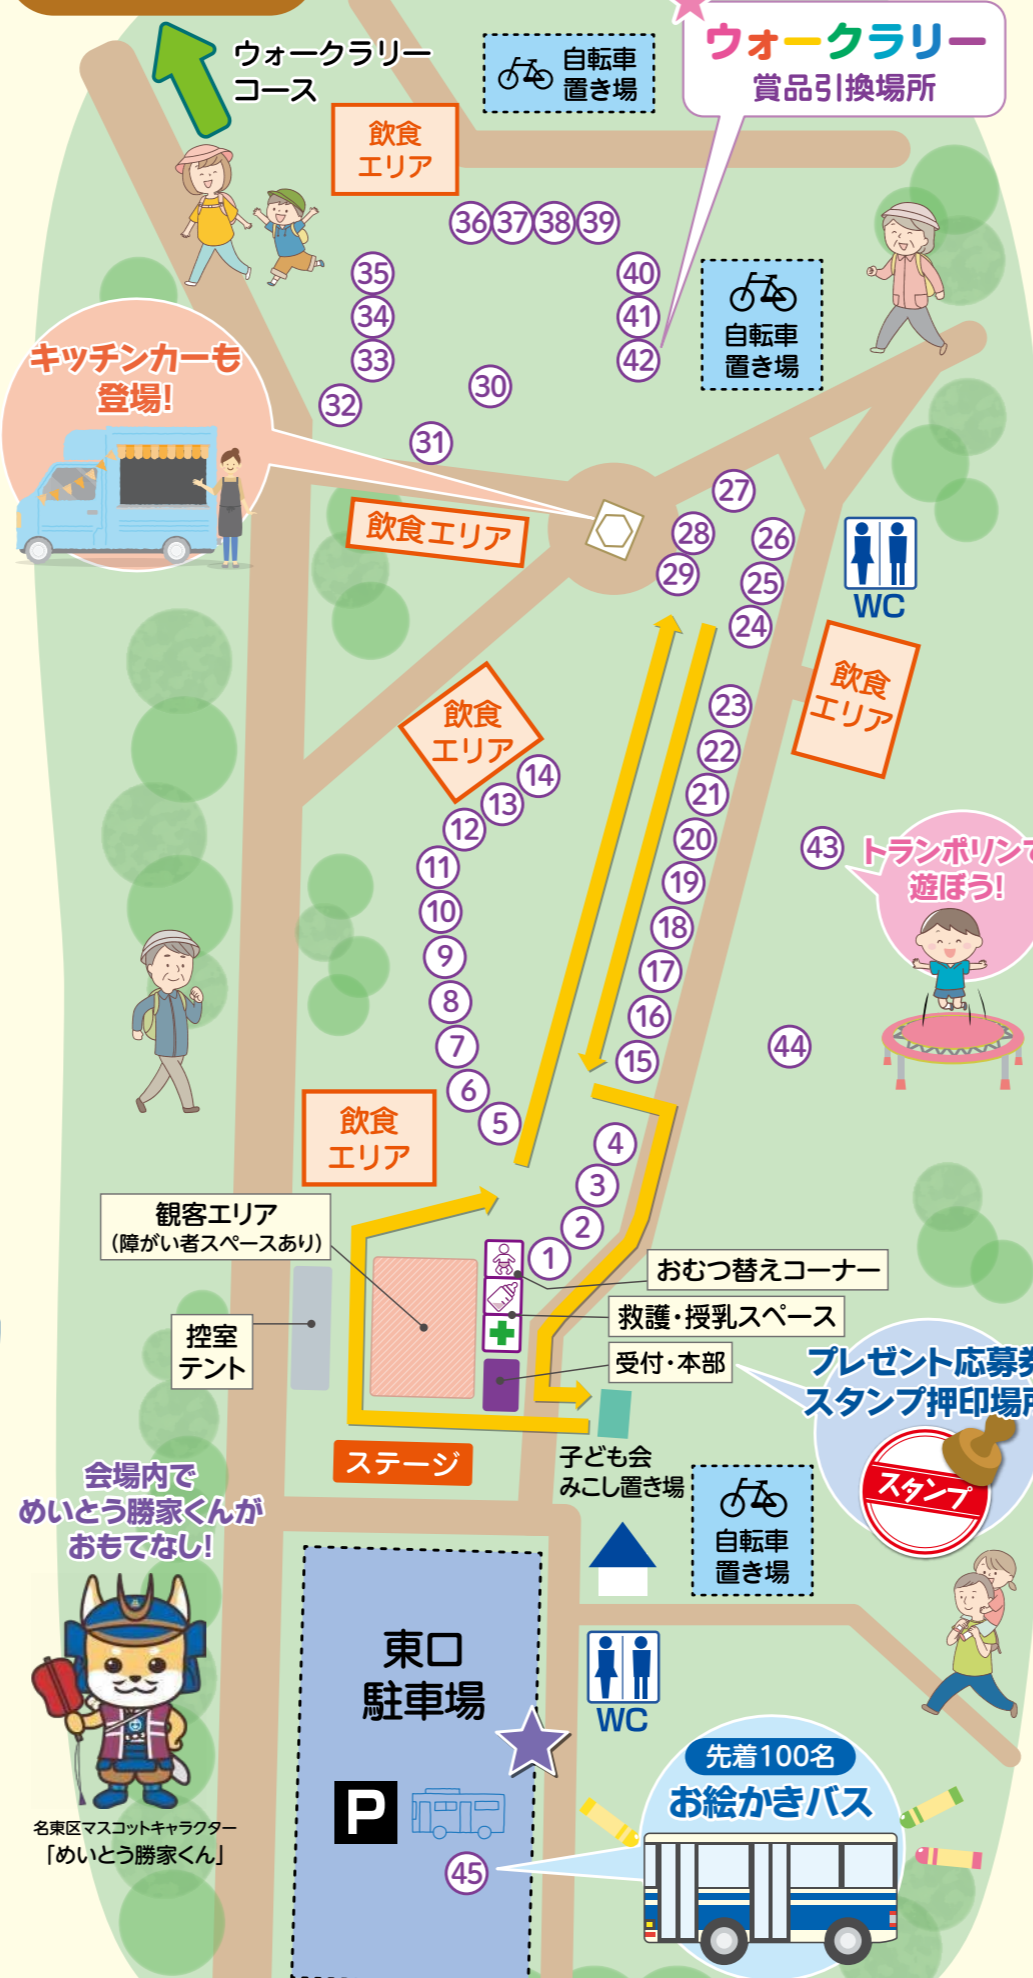 ウォークラリー
コース
自転車
置き場
ウォークラリー
賞品引換場所
飲食
エリア
36 37 38 39
35
34
33
32
31
30
40
41
42
自転車
置き場
キッチンカーも
登場!
飲食エリア
27
28
29
26
25
24
WC
飲食
エリア
飲食
エリア
14
13
12
11
10
9
8
7
6
5
23
22
21
20
19
18
17
16
15
43
トランポリンで
遊ぼう!
44
飲食
エリア
4
3
2
1
観客エリア
(障がい者スペースあり)
おむつ替えコーナー
救護・授乳スペース
受付・本部
控室
テント
プレゼント応募券
スタンプ押印場所
スタンプ
ステージ
子ども会
みこし置き場
自転車
置き場
会場内で
めいとう勝家くんが
おもてなし!
名東区マスコットキャラクター
「めいとう勝家くん」
東口
駐車場
P
45
WC
先着100名
お絵かきバス